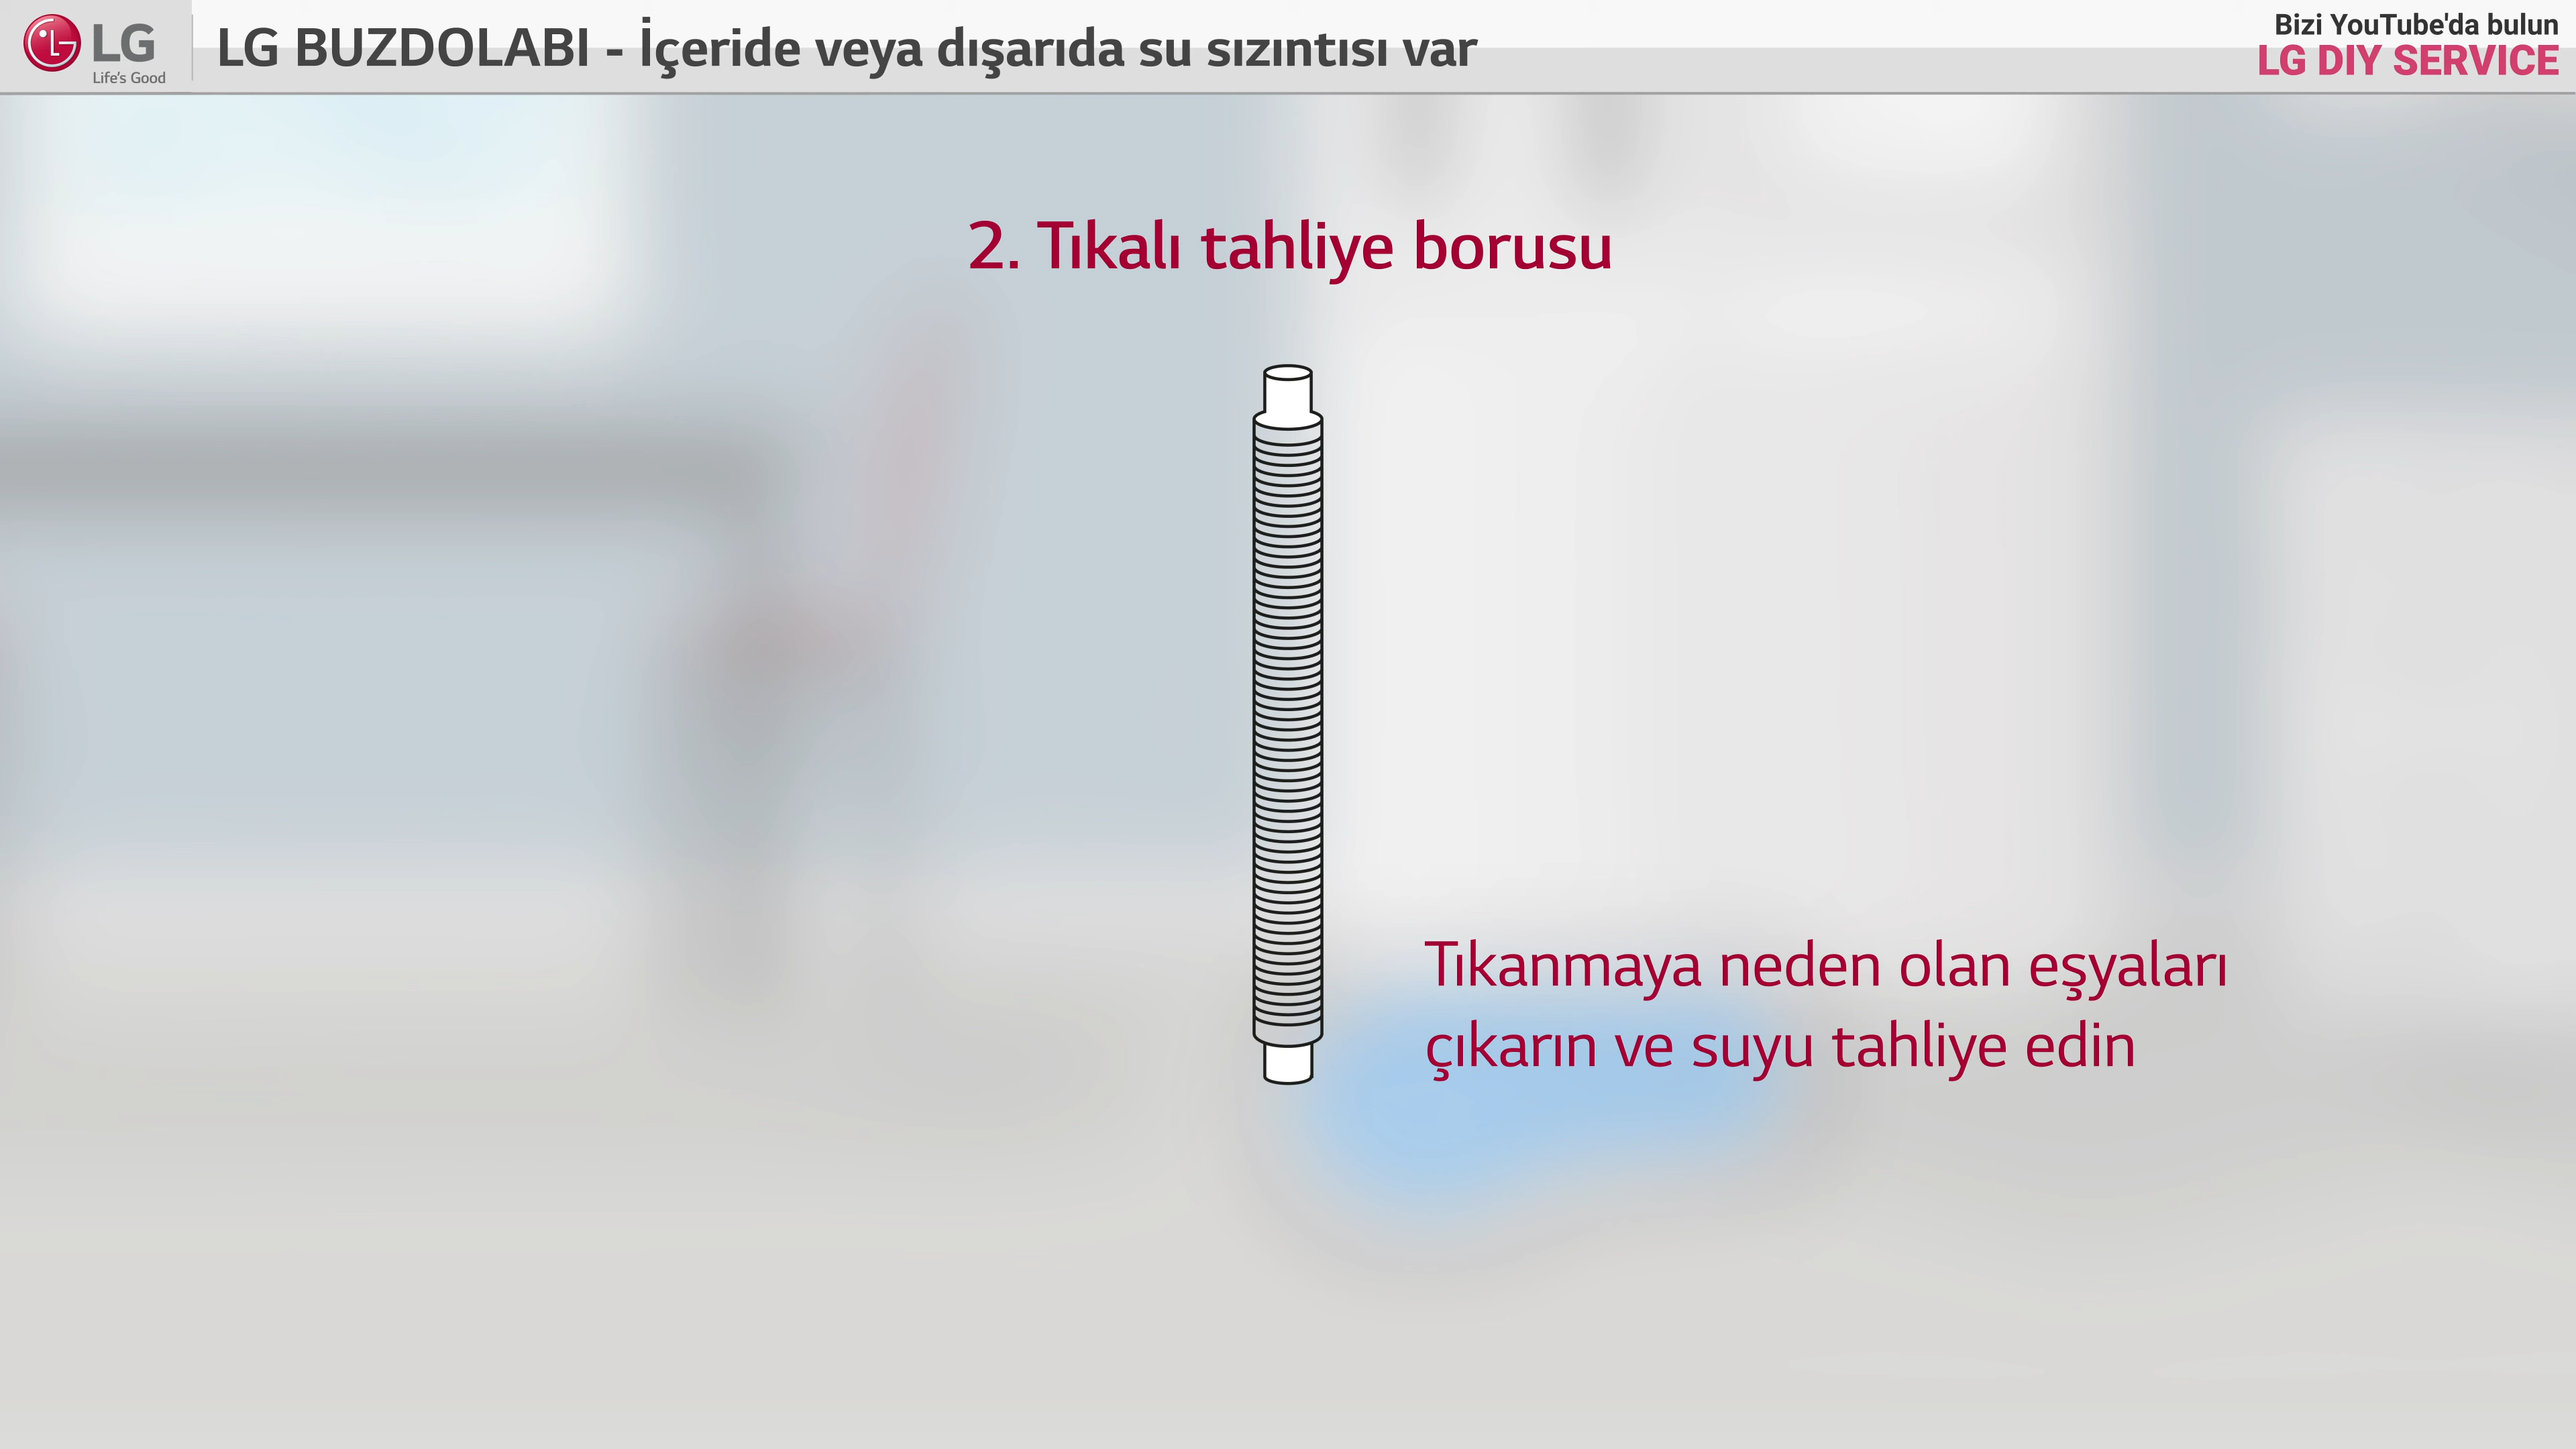 LG
Life's Good
LG BUZDOLABI - İçeride veya dışarıda su sızıntısı var
Bizi YouTube'da bulun
LG DIY SERVICE
2. Tıkalı tahliye borusu
Tıkanmaya neden olan eşyaları
çıkarın ve suyu tahliye edin